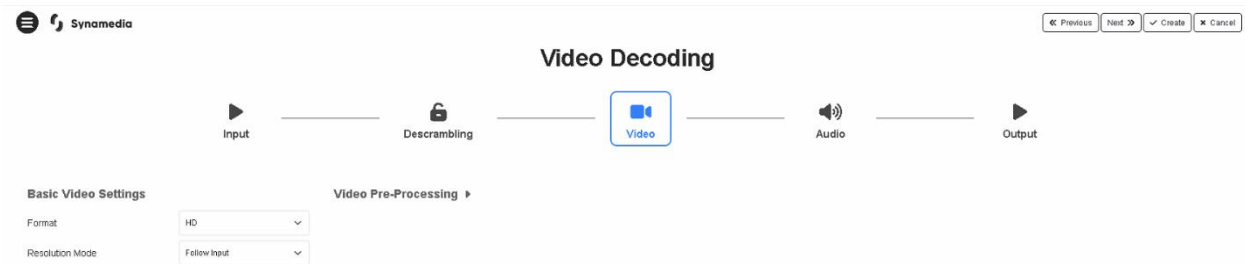 Synamedia
Previous Next Create Cancel
Video Decoding
Input Descrambling Video Audio Output
Basic Video Settings Video Pre-Processing
Format HD
Resolution Mode Follow Input